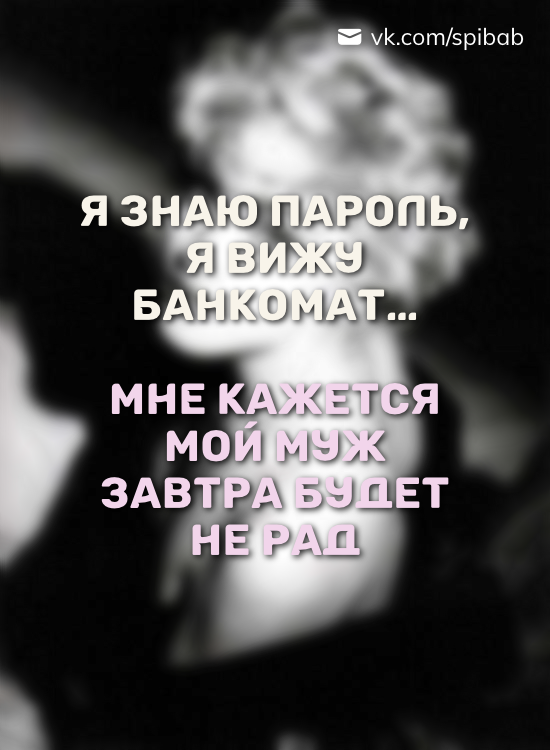 vk.com/spibab
Я ЗНАЮ ПАРОЛЬ,
Я ВИЖУ
БАНКОМАТ...
МНЕ КАЖЕТСЯ
МОЙ МУЖ
ЗАВТРА БУДЕТ
НЕ РАД